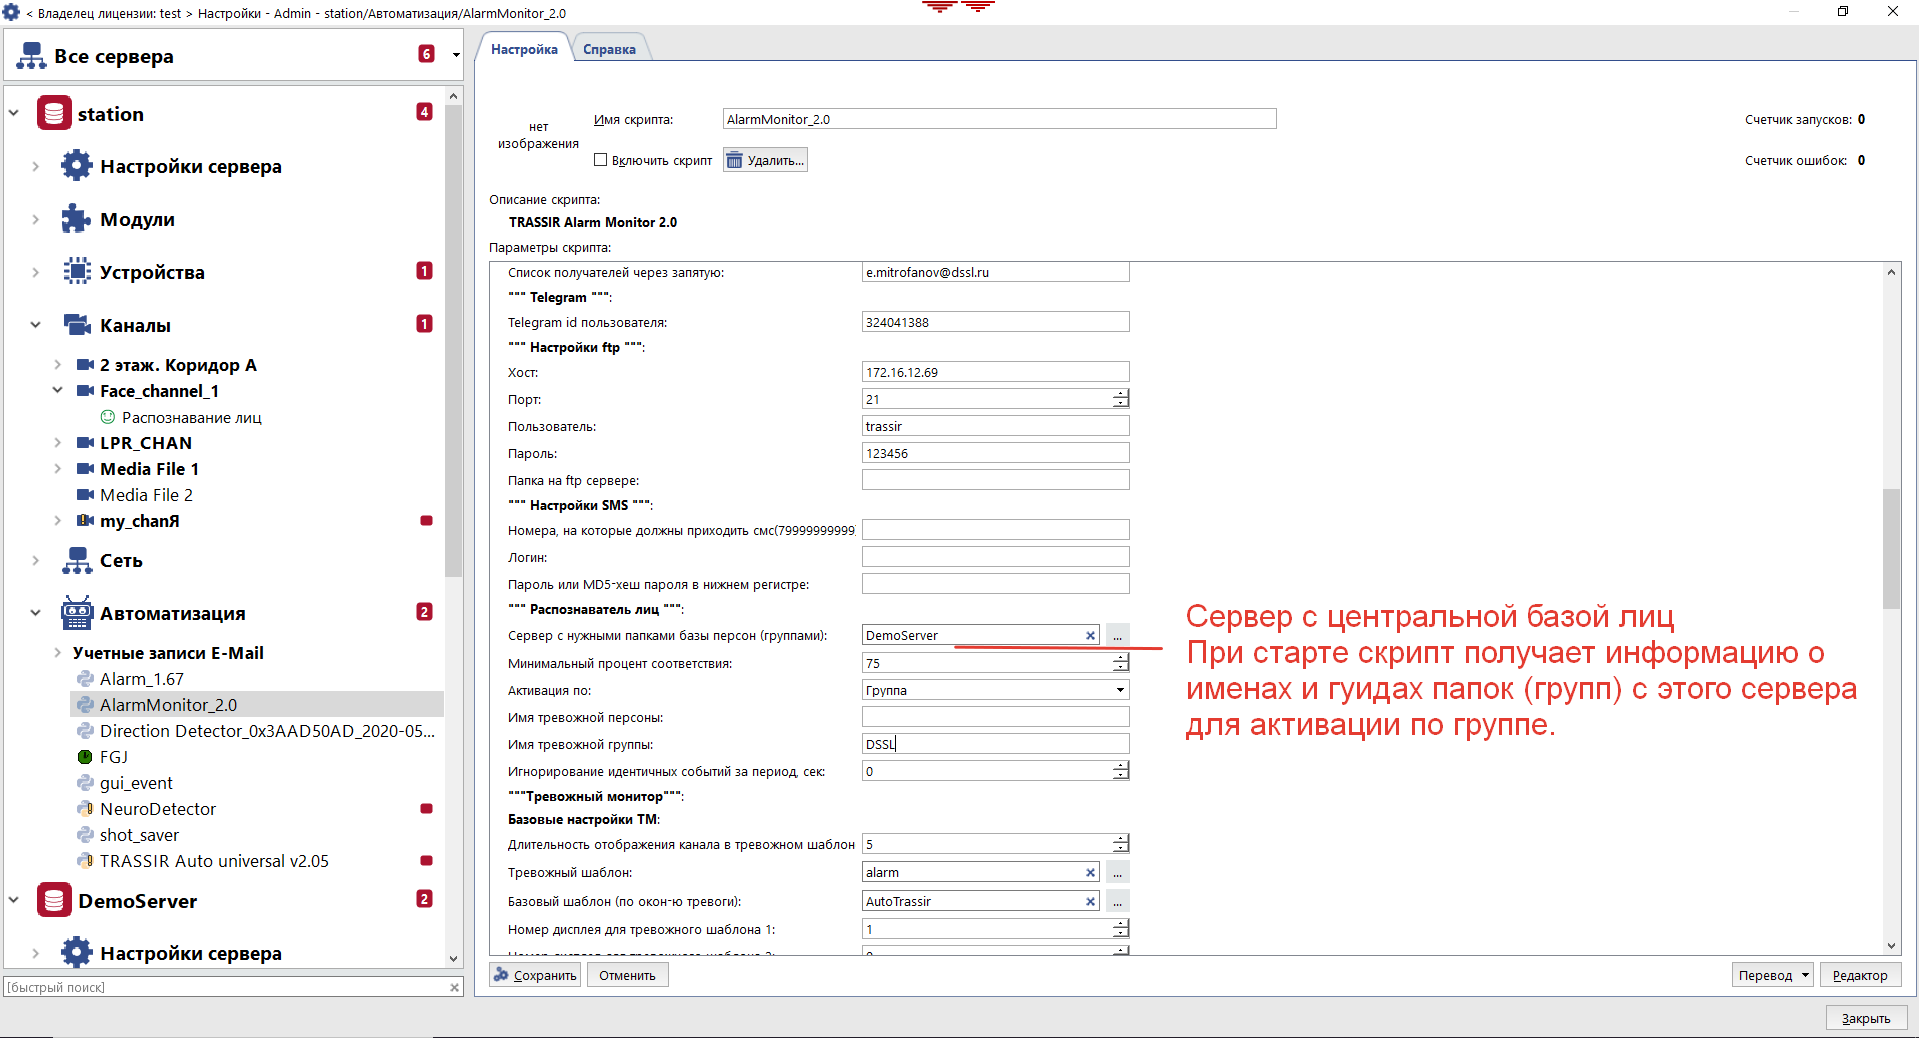 < Владелец лицензии: test > Настройки - Admin - station/Автоматизация/AlarmMonitor_2.0
Все сервера
6
station
4
Настройки сервера
Модули
Устройства
1
Каналы
1
2 этаж. Коридор A
Face_channel_1
Распознавание лиц
LPR_CHAN
Media File 1
Media File 2
my_chanЯ
Сеть
Автоматизация
2
Учетные записи E-Mail
Alarm_1.67
AlarmMonitor_2.0
Direction Detector_0x3AAD50AD_2020-05...
FGJ
gui_event
NeuroDetector
shot_saver
TRASSIR Auto universal v2.05
DemoServer
2
Настройки сервера
[быстрый поиск]
Настройка
Справка
нет
изображения
Имя скрипта:
AlarmMonitor_2.0
Счетчик запусков: 0
Включить скрипт
Удалить...
Счетчик ошибок: 0
Описание скрипта:
TRASSIR Alarm Monitor 2.0
Параметры скрипта:
Список получателей через запятую:
e.mitrofanov@dssl.ru
""" Telegram """:
Telegram id пользователя:
324041388
""" Настройки ftp """:
Хост:
172.16.12.69
Порт:
21
Пользователь:
trassir
Пароль:
123456
Папка на ftp сервере:
""" Настройки SMS """:
Номера, на которые должны приходить смс(79999999999)
Логин:
Пароль или MD5-хеш пароля в нижнем регистре:
""" Распознаватель лиц """:
Сервер с нужными папками базы персон (группами):
DemoServer
...
Минимальный процент соответствия:
75
Активация по:
Группа
Имя тревожной персоны:
Имя тревожной группы:
DSSL
Игнорирование идентичных событий за период, сек:
0
"""Тревожный монитор""":
Базовые настройки ТМ:
Длительность отображения канала в тревожном шаблон
5
Тревожный шаблон:
alarm
...
Базовый шаблон (по окон-ю тревоги):
AutoTrassir
...
Номер дисплея для тревожного шаблона 1:
1
Сервер с центральной базой лиц
При старте скрипт получает информацию о
именах и гуидах папок (групп) с этого сервера
для активации по группе.
Сохранить
Отменить
Перевод
Редактор
Закрыть